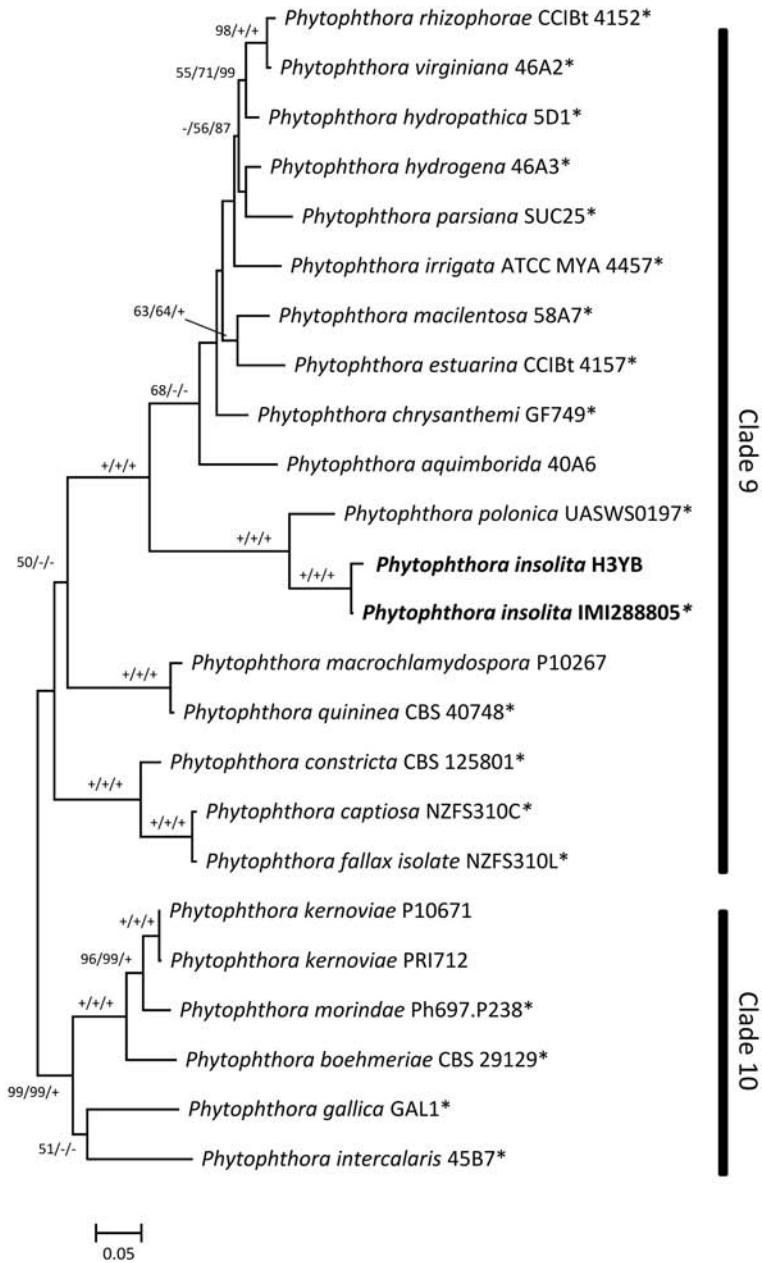 Phytophthora rhizophorae CCIBt 4152*
98/+/+
Phytophthora virginiana 46A2*
55/71/99
Phytophthora hydropathica 5D1*
-/56/87
Phytophthora hydrogena 46A3*
Phytophthora parsiana SUC25*
Phytophthora irrigata ATCC MYA 4457*
63/64/+
Phytophthora macilentosa 58A7*
Phytophthora estuarina CCIBt 4157*
68/-/-
Phytophthora chrysanthemi GF749*
Clade 9
+/+/+
Phytophthora aquimborida 40A6
Phytophthora polonica UASWS0197*
+/+/+
50/-/-
Phytophthora insolita H3YB
+/+/+
Phytophthora insolita IMI288805*
Phytophthora macrochlamydospora P10267
+/+/+
Phytophthora quininea CBS 40748*
Phytophthora constricta CBS 125801*
+/+/+
Phytophthora captiosa NZFS310C*
+/+/+
Phytophthora fallax isolate NZFS310L*
Phytophthora kernoviae P10671
+/+/+
96/99/+
Phytophthora kernoviae PRI712
+/+/+
Phytophthora morindae Ph697.P238*
Clade 10
Phytophthora boehmeriae CBS 29129*
99/99/+
Phytophthora gallica GAL1*
51/-/-
Phytophthora intercalaris 45B7*
0.05